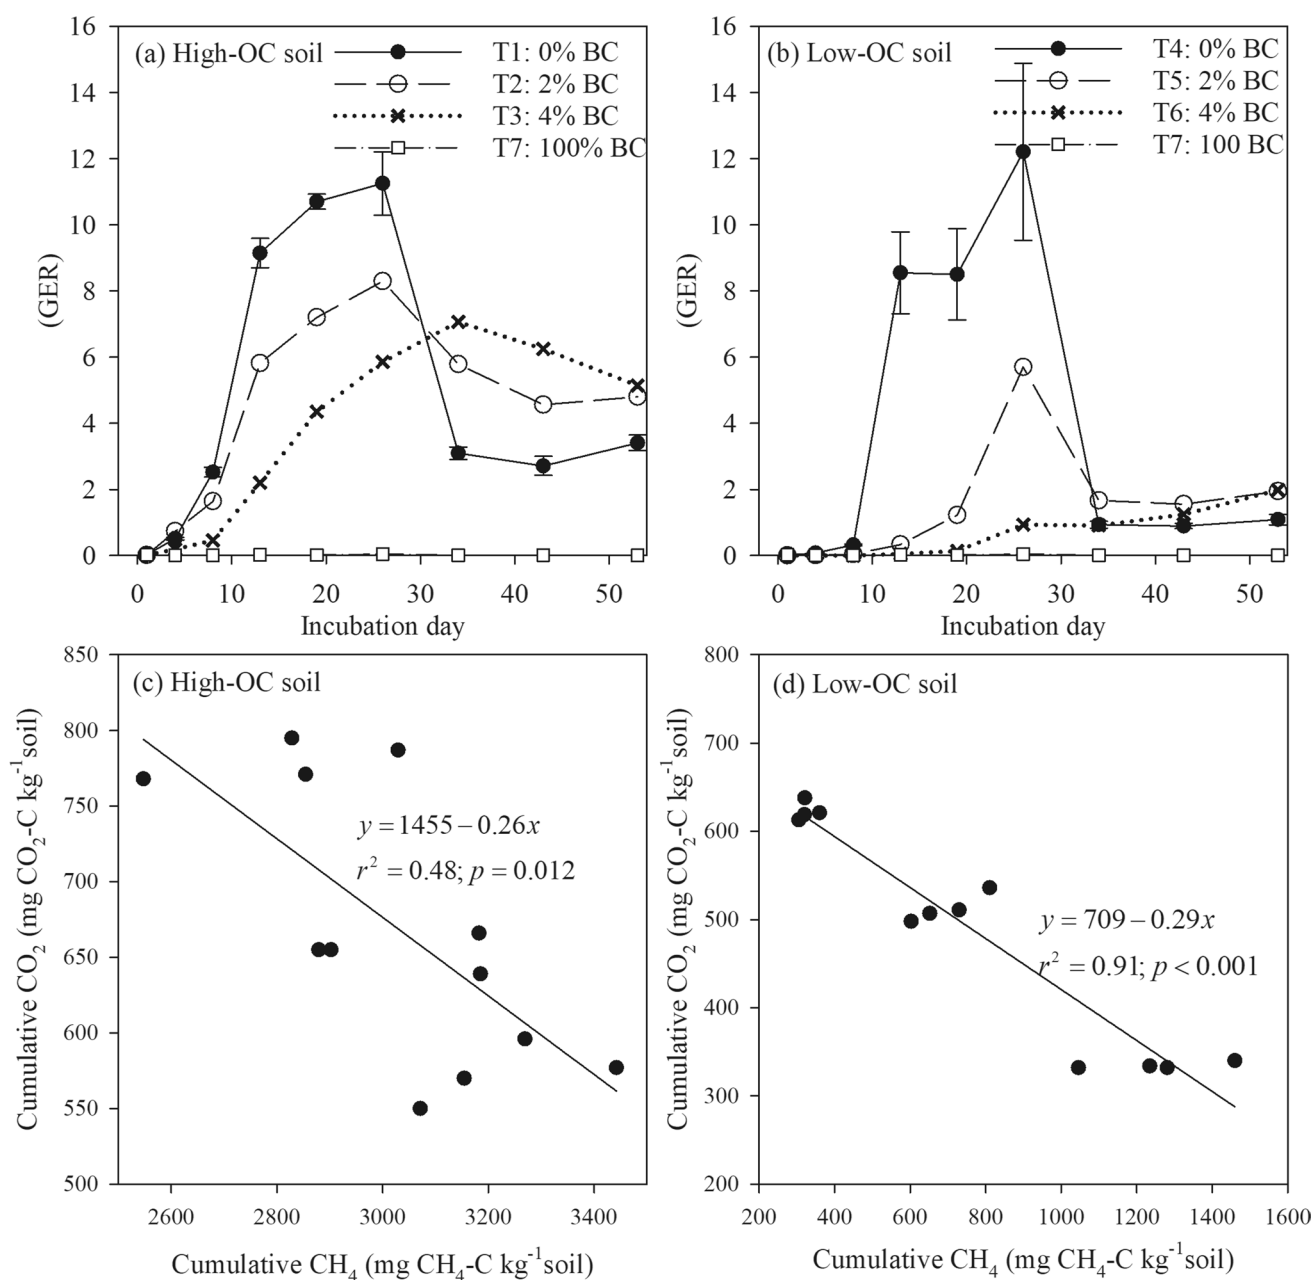 (a) High-OC soil
T1: 0% BC
T2: 2% BC
T3: 4% BC
T7: 100% BC
16
14
12
10
8
6
4
2
0
(GER)
0 10 20 30 40 50
Incubation day
(b) Low-OC soil
T4: 0% BC
T5: 2% BC
T6: 4% BC
T7: 100 BC
16
14
12
10
8
6
4
2
0
(GER)
0 10 20 30 40 50
Incubation day
(c) High-OC soil
850
800
750
700
650
600
550
500
Cumulative CO₂ (mg CO₂-C kg⁻¹soil)
y = 1455 − 0.26x
r² = 0.48; p = 0.012
2600 2800 3000 3200 3400
Cumulative CH₄ (mg CH₄-C kg⁻¹soil)
(d) Low-OC soil
800
700
600
500
400
300
200
Cumulative CO₂ (mg CO₂-C kg⁻¹soil)
y = 709 − 0.29x
r² = 0.91; p < 0.001
200 400 600 800 1000 1200 1400 1600
Cumulative CH₄ (mg CH₄-C kg⁻¹soil)